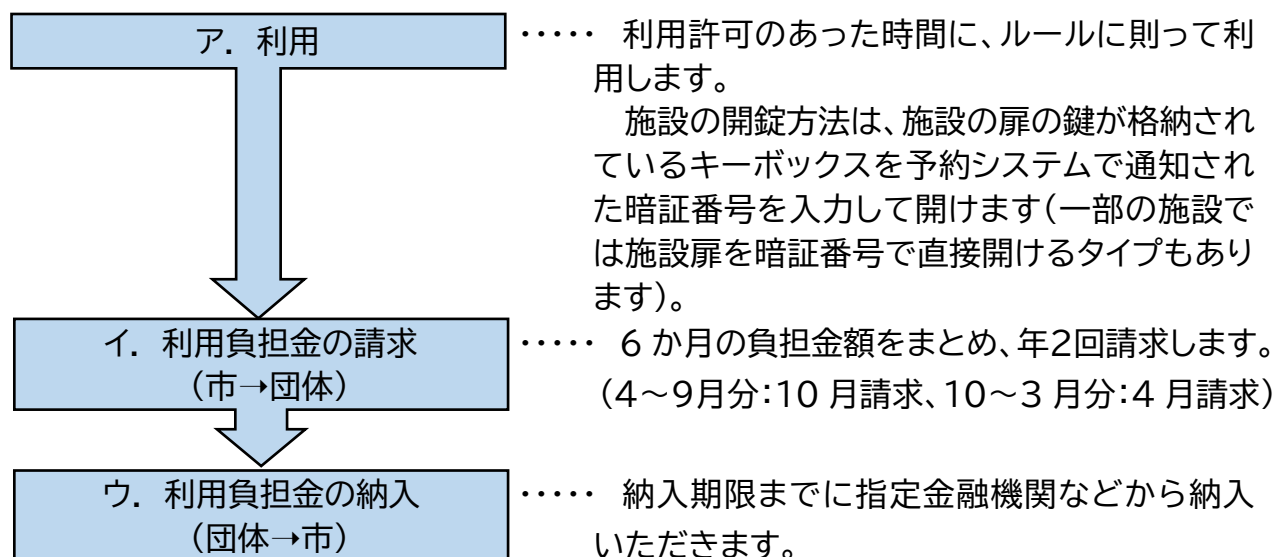 ア．利用
・・・・・ 利用許可のあった時間に、ルールに則って利
用します。
施設の開錠方法は、施設の扉の鍵が格納され
ているキーボックスを予約システムで通知され
た暗証番号を入力して開けます（一部の施設で
は施設扉を暗証番号で直接開けるタイプもあり
ます）。
イ．利用負担金の請求
（市→団体）
・・・・・ 6 か月の負担金額をまとめ、年2回請求します。
（4～9月分：10 月請求、10～3 月分：4 月請求）
ウ．利用負担金の納入
（団体→市）
・・・・・ 納入期限までに指定金融機関などから納入
いただきます。